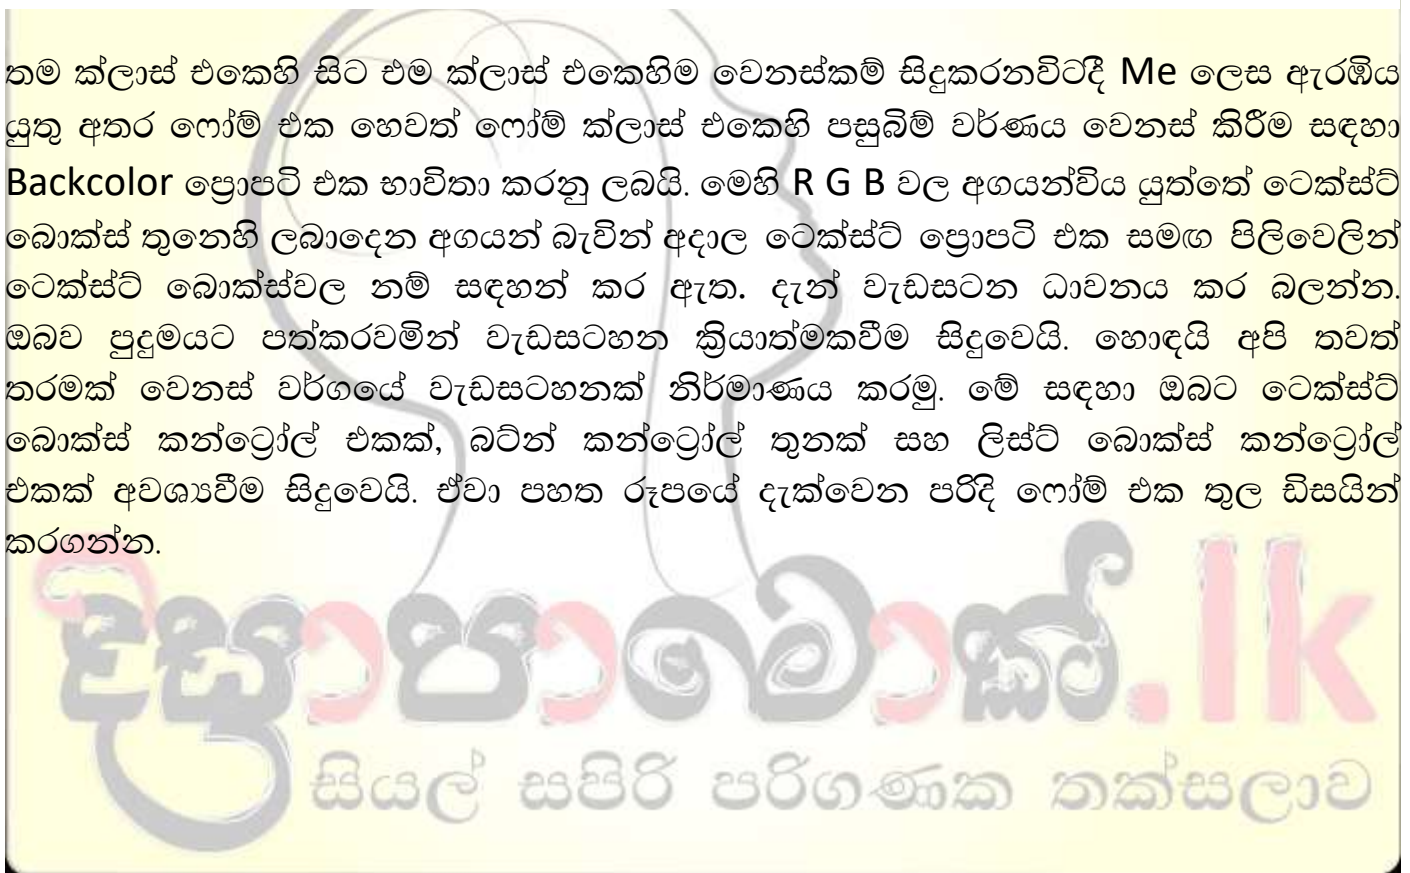 තම ක්ලාස් එකෙහි සිට එම ක්ලාස් එකෙහිම වෙනස්කම් සිදුකරනවිටදී Me ලෙස ඇරඹිය
යුතු අතර ෆෝම් එක හෙවත් ෆෝම් ක්ලාස් එකෙහි පසුබිම් වර්ණය වෙනස් කිරීම සඳහා
Backcolor ප්‍රොපටි එක භාවිතා කරනු ලබයි. මෙහි R G B වල අගයන්විය යුත්තේ ටෙක්ස්ට්
බොක්ස් තුනෙහි ලබාදෙන අගයන් බැවින් අදාල ටෙක්ස්ට් ප්‍රොපටි එක සමඟ පිලිවෙලින්
ටෙක්ස්ට් බොක්ස්වල නම් සඳහන් කර ඇත. දැන් වැඩසටන ධාවනය කර බලන්න.
ඔබව පුදුමයට පත්කරවමින් වැඩසටහන ක්‍රියාත්මකවීම සිදුවෙයි. හොඳයි අපි තවත්
තරමක් වෙනස් වර්ගයේ වැඩසටහනක් නිර්මාණය කරමු. මේ සඳහා ඔබට ටෙක්ස්ට්
බොක්ස් කන්ට්‍රෝල් එකක්, බටන් කන්ට්‍රෝල් තුනක් සහ ලිස්ට් බොක්ස් කන්ට්‍රෝල්
එකක් අවශ්‍යවීම සිදුවෙයි. ඒවා පහත රූපයේ දැක්වෙන පරිදි ෆෝම් එක තුල ඩිසයින්
කරගන්න.
දිසාපාමොක්.lk
සියල් සපිරි පරිගණක තක්සලාව